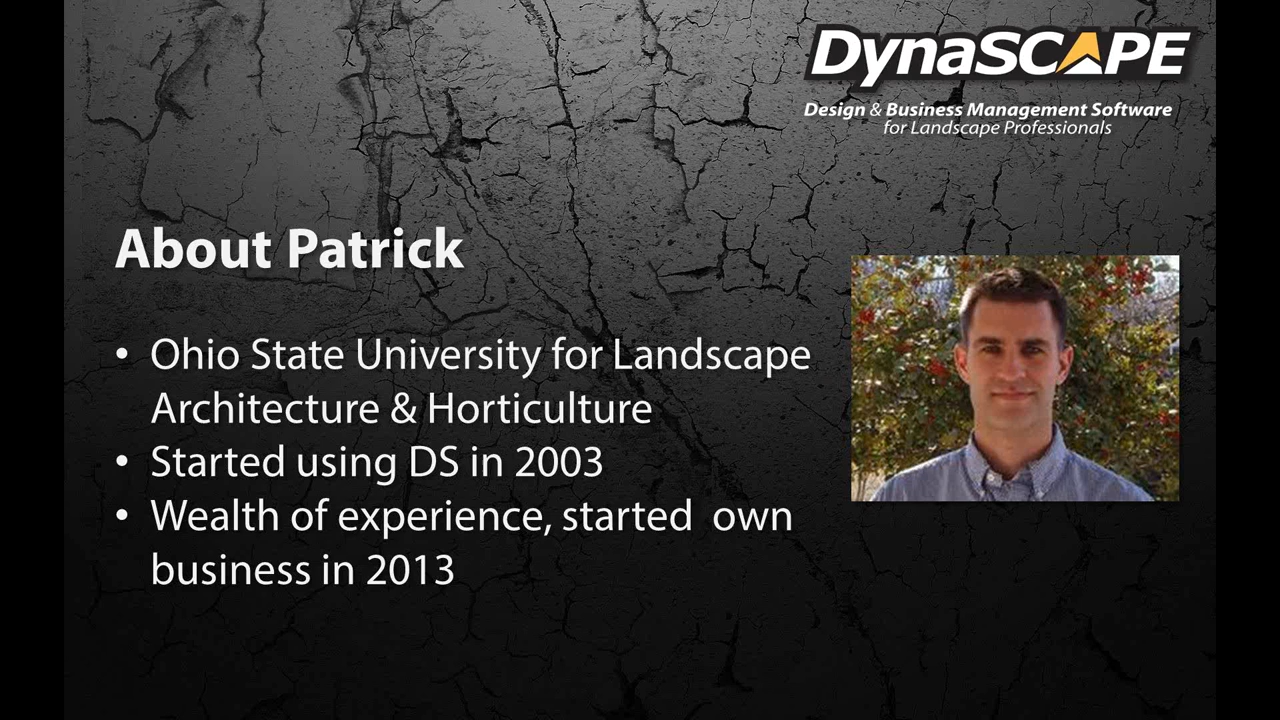 DynaSCAPE
Design & Business Management Software
for Landscape Professionals
About Patrick
• Ohio State University for Landscape
Architecture & Horticulture
• Started using DS in 2003
• Wealth of experience, started  own
business in 2013